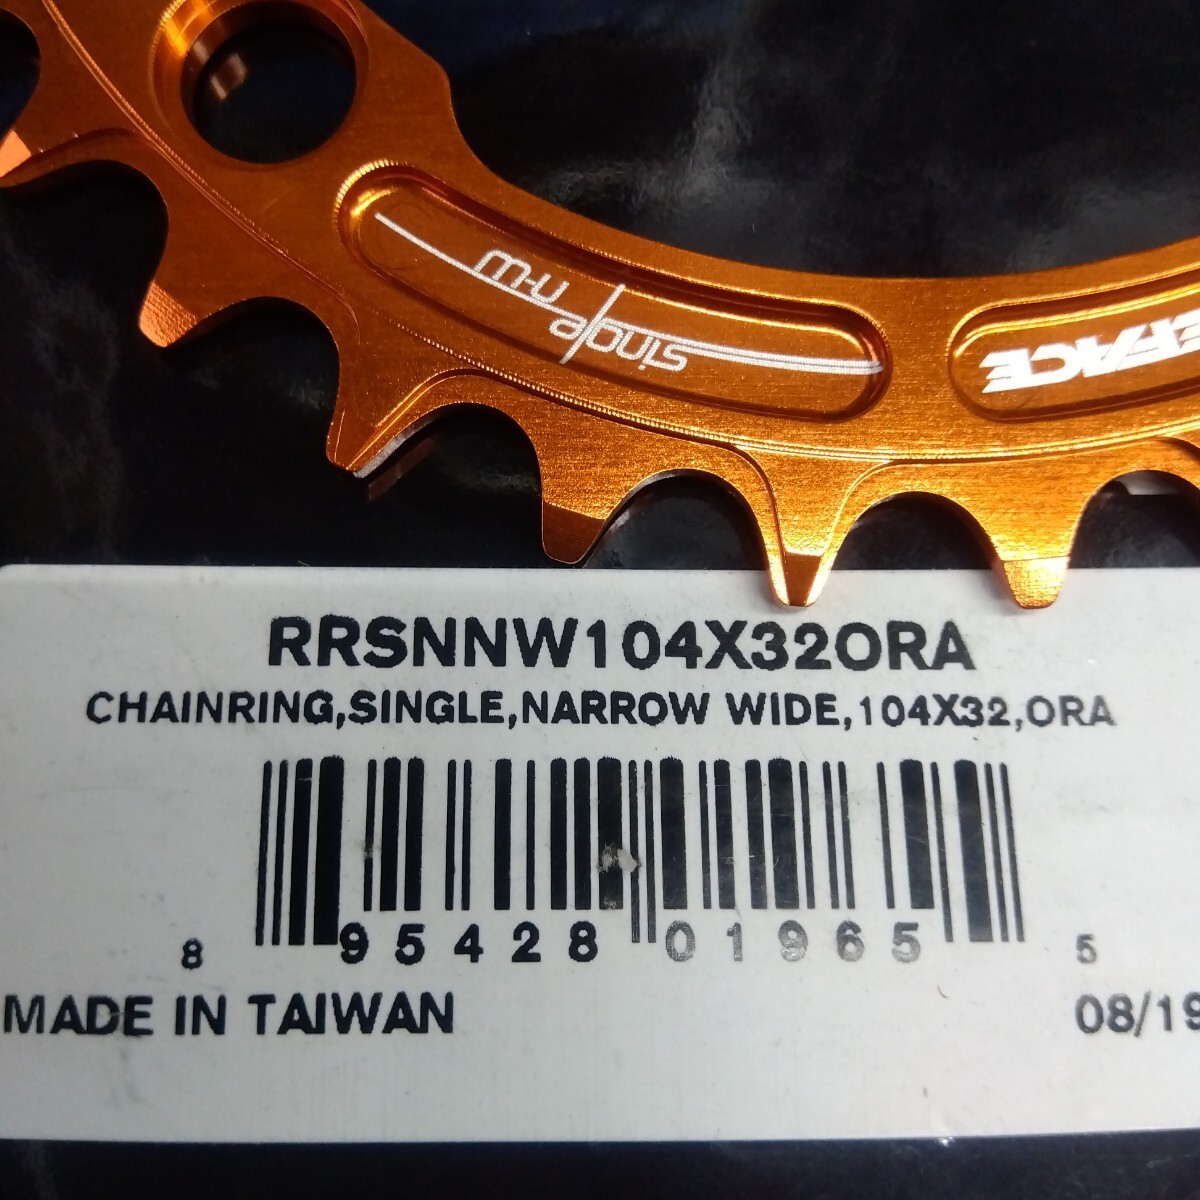 single n-w
RRSNNW104X32ORA
CHAINRING,SINGLE,NARROW WIDE,104X32,ORA
8 95428 01965 5
MADE IN TAIWAN 08/19